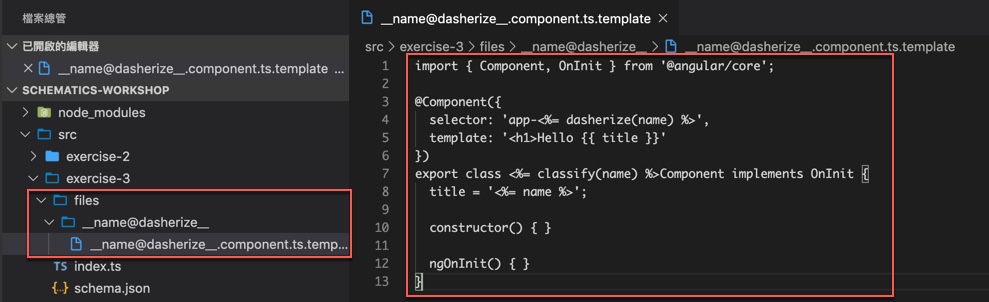 檔案總管
已開啟的編輯器
__name@dasherize__.component.ts.template ...
SCHEMATICS-WORKSHOP
node_modules
src
exercise-2
exercise-3
files
__name@dasherize__
__name@dasherize__.component.ts.temp...
TS index.ts
{..} schema.json
__name@dasherize__.component.ts.template
src > exercise-3 > files > __name@dasherize__ > __name@dasherize__.component.ts.template
1 import { Component, OnInit } from '@angular/core';
2
3 @Component({
4 selector: 'app-<%= dasherize(name) %>',
5 template: '<h1>Hello {{ title }}'
6 })
7 export class <%= classify(name) %>Component implements OnInit {
8 title = '<%= name %>';
9
10 constructor() { }
11
12 ngOnInit() { }
13 }